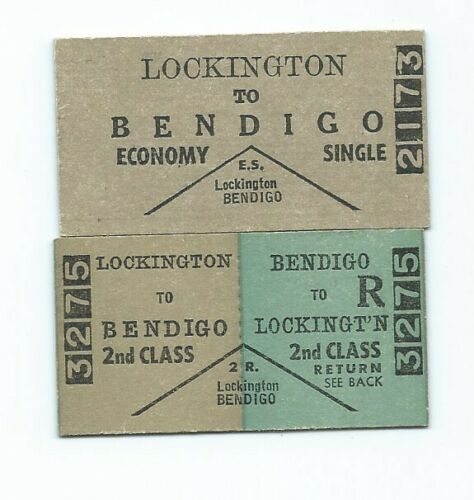 LOCKINGTON
TO
BENDIGO
ECONOMY SINGLE
E.S.
Lockington
BENDIGO
2173
3275
LOCKINGTON
TO
BENDIGO
2nd CLASS
BENDIGO
TO R
LOCKINGT'N
2nd CLASS
RETURN
SEE BACK
2 R.
Lockington
BENDIGO
3275